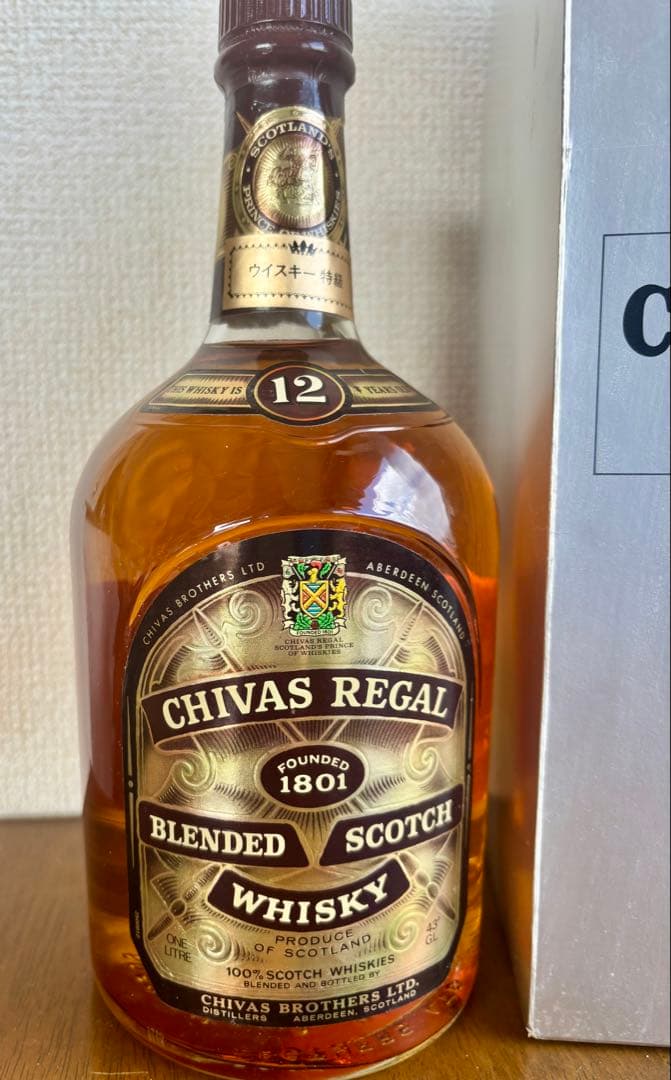 SCOTLAND'S
PRINCE OF WHISKIES
ウイスキー特級
THIS WHISKY IS 12 YEARS OLD
CHIVAS BROTHERS LTD ABERDEEN SCOTLAND
FOUNDED 1801
CHIVAS REGAL
SCOTLAND'S PRINCE
OF WHISKIES
CHIVAS REGAL
FOUNDED
1801
BLENDED SCOTCH
WHISKY
PRODUCE
OF SCOTLAND
ONE
LITRE
43°
GL
100% SCOTCH WHISKIES
BLENDED AND BOTTLED BY
CHIVAS BROTHERS LTD.
DISTILLERS ABERDEEN, SCOTLAND
C